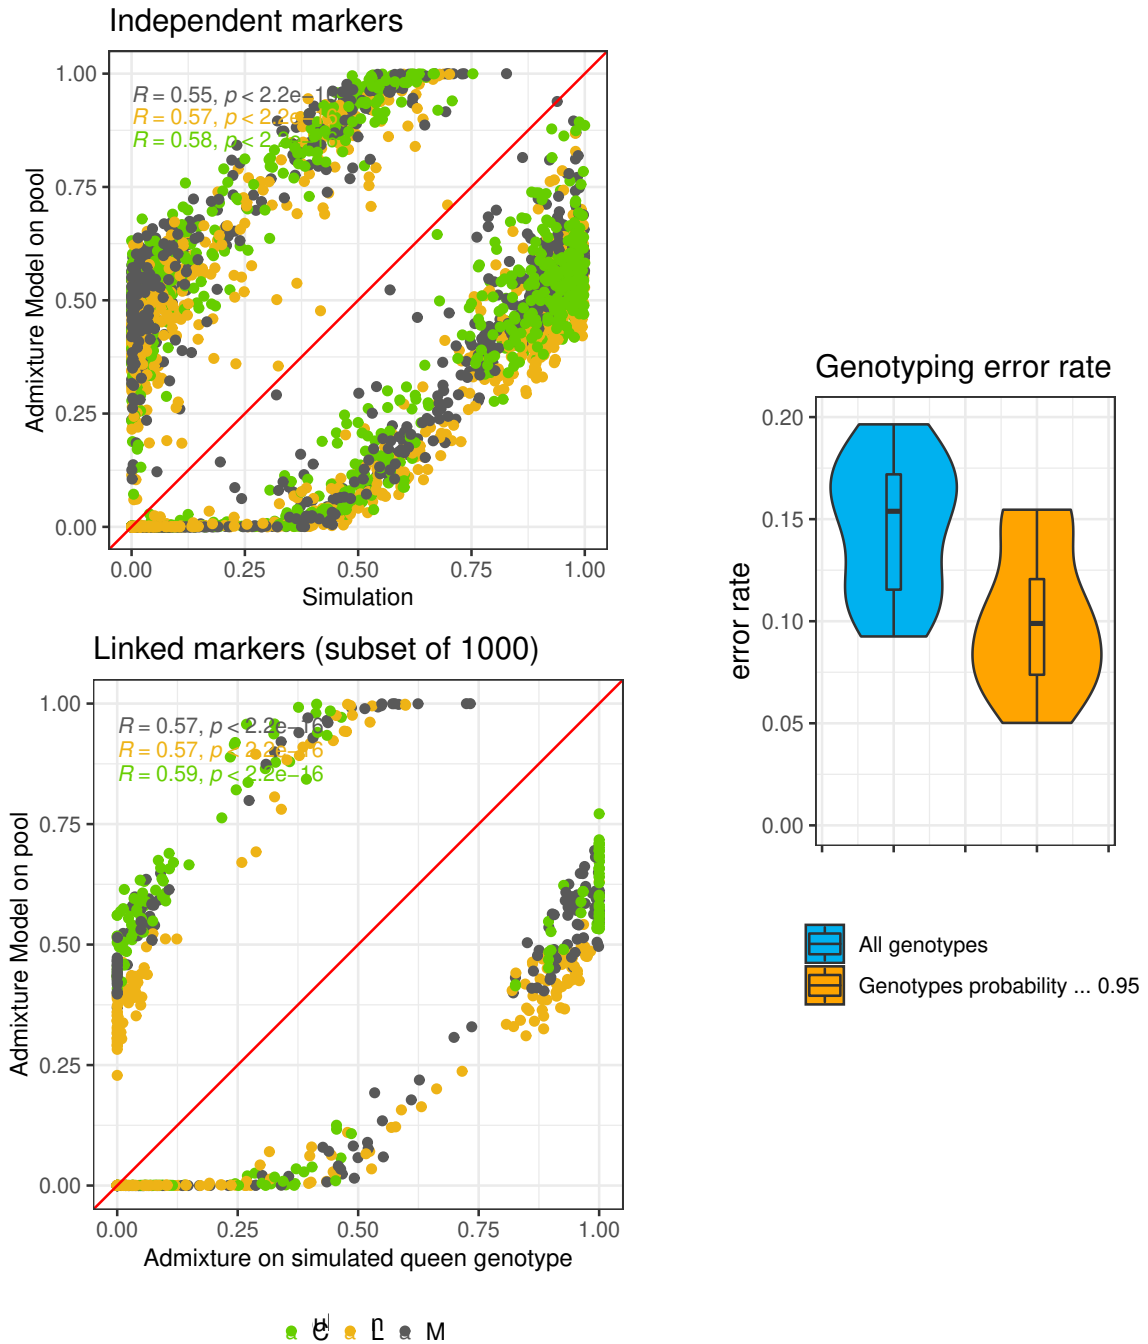 Independent markers
1.00
0.75
0.50
0.25
0.00
Admixture Model on pool
R = 0.55, p < 2.2e−16
R = 0.57, p < 2.2e−16
R = 0.58, p < 2.
0.00 0.25 0.50 0.75 1.00
Simulation
Linked markers (subset of 1000)
1.00
0.75
0.50
0.25
0.00
Admixture Model on pool
R = 0.57, p < 2.2e−16
R = 0.57, p < 2.2e−16
R = 0.59, p < 2.2e−16
0.00 0.25 0.50 0.75 1.00
Admixture on simulated queen genotype
L M
Genotyping error rate
0.20
0.15
0.10
0.05
0.00
error rate
All genotypes
Genotypes probability ... 0.95